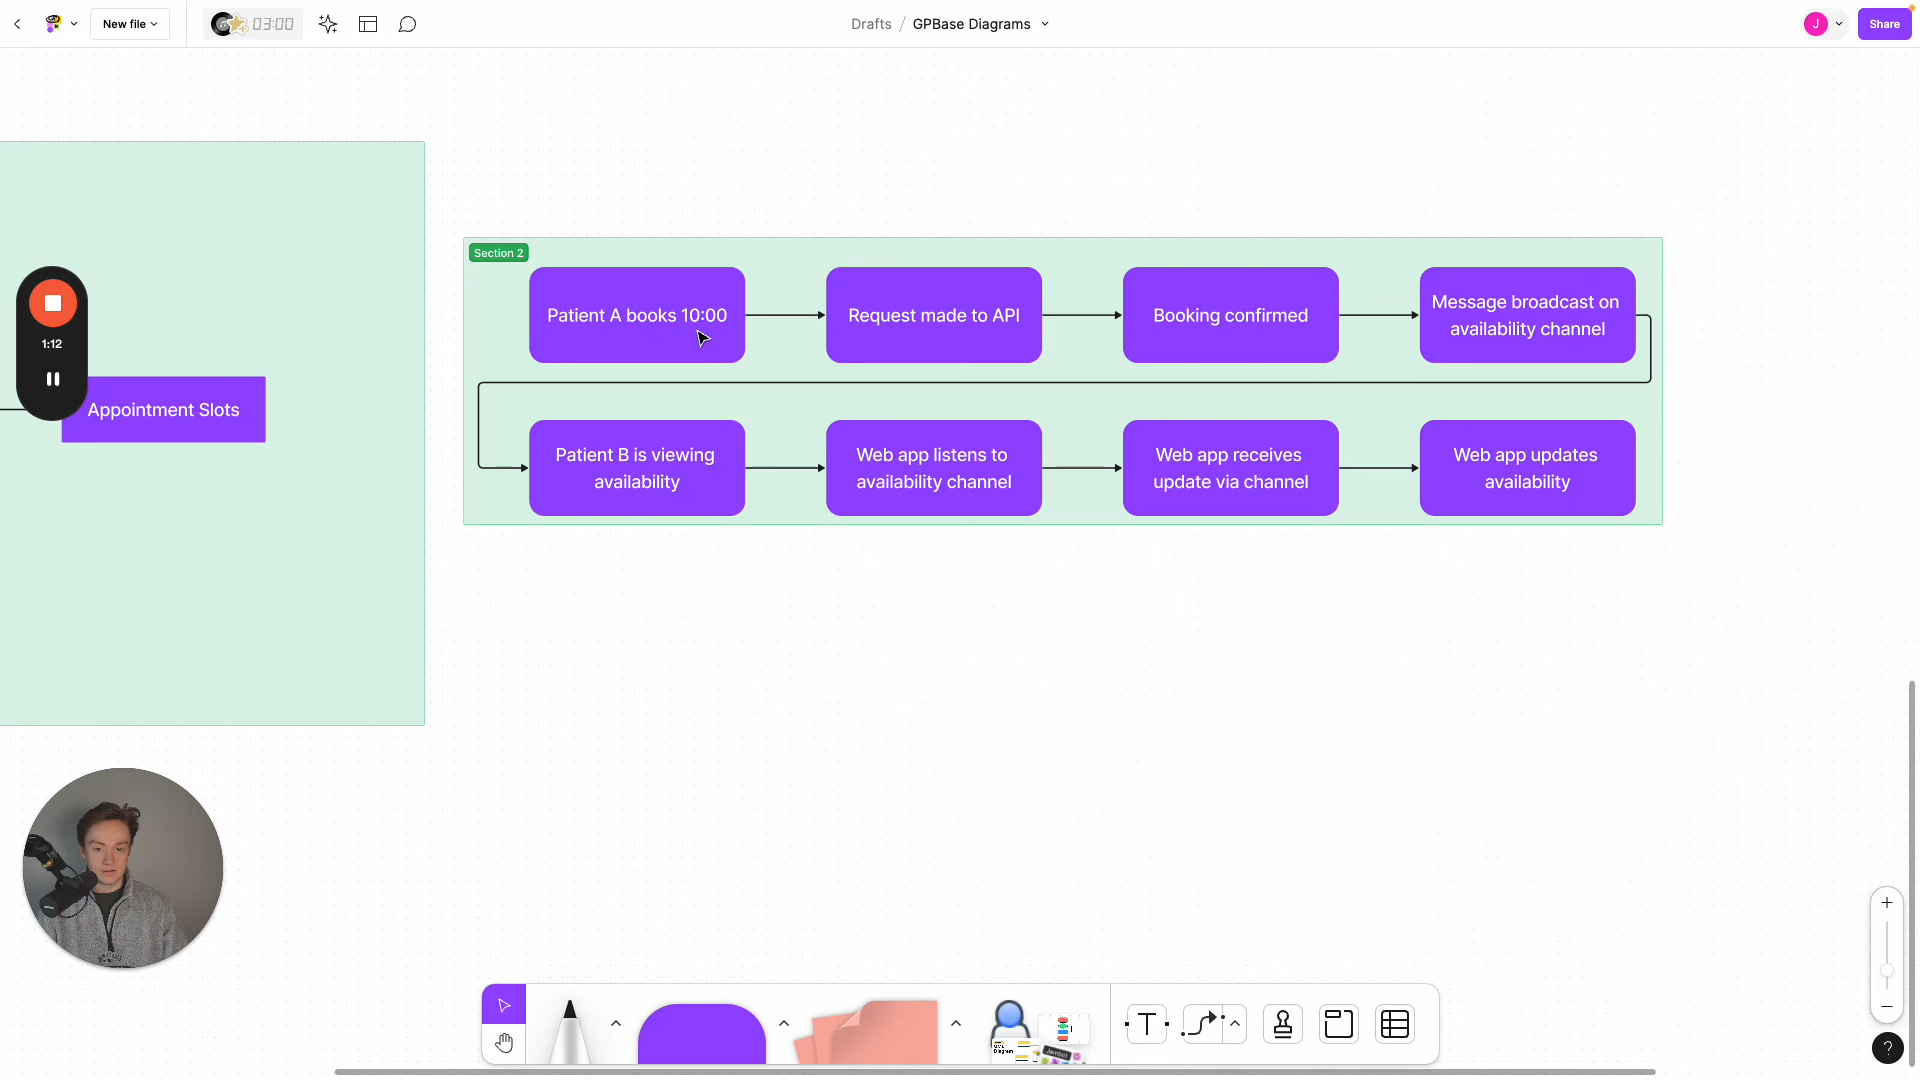 New file
03:00
Drafts / GPBase Diagrams
J
Share
Section 2
Patient A books 10:00
Request made to API
Booking confirmed
Message broadcast on
availability channel
1:12
Appointment Slots
Patient B is viewing
availability
Web app listens to
availability channel
Web app receives
update via channel
Web app updates
availability
T
?